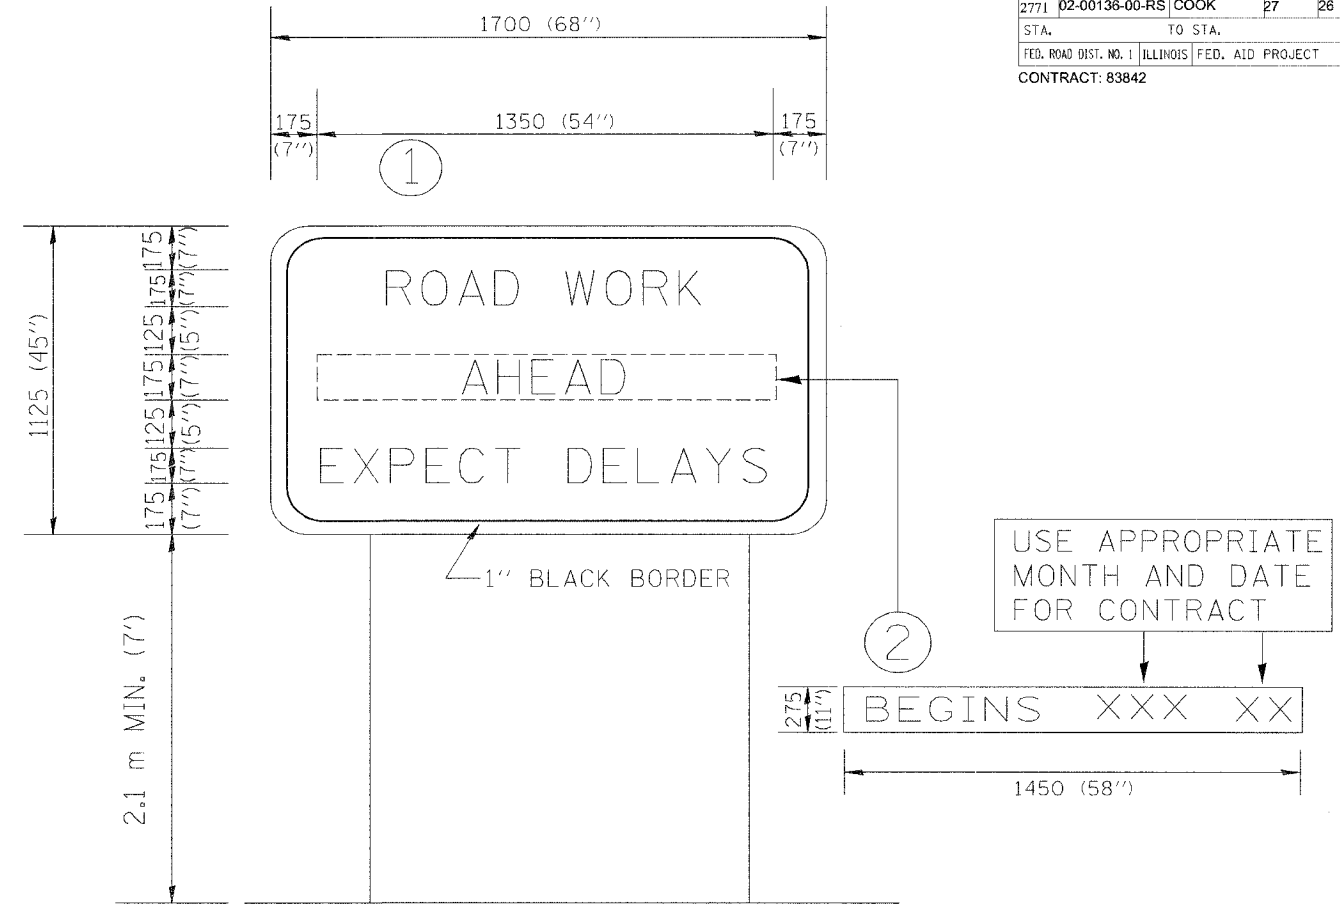 1700 (68'')
2771 02-00136-00-RS COOK 27 26
STA. TO STA.
FED. ROAD DIST. NO. 1 ILLINOIS FED. AID PROJECT
CONTRACT: 83842
175 (7'')
1350 (54'')
175 (7'')
1
1125 (45'')
175 (7'')
175 (7'')
125 (5'')
175 (7'')
125 (5'')
175 (7'')
175 (7'')
ROAD WORK
AHEAD
EXPECT DELAYS
1'' BLACK BORDER
2.1 m MIN. (7')
USE APPROPRIATE
MONTH AND DATE
FOR CONTRACT
2
275 (11'')
BEGINS XXX XX
1450 (58'')